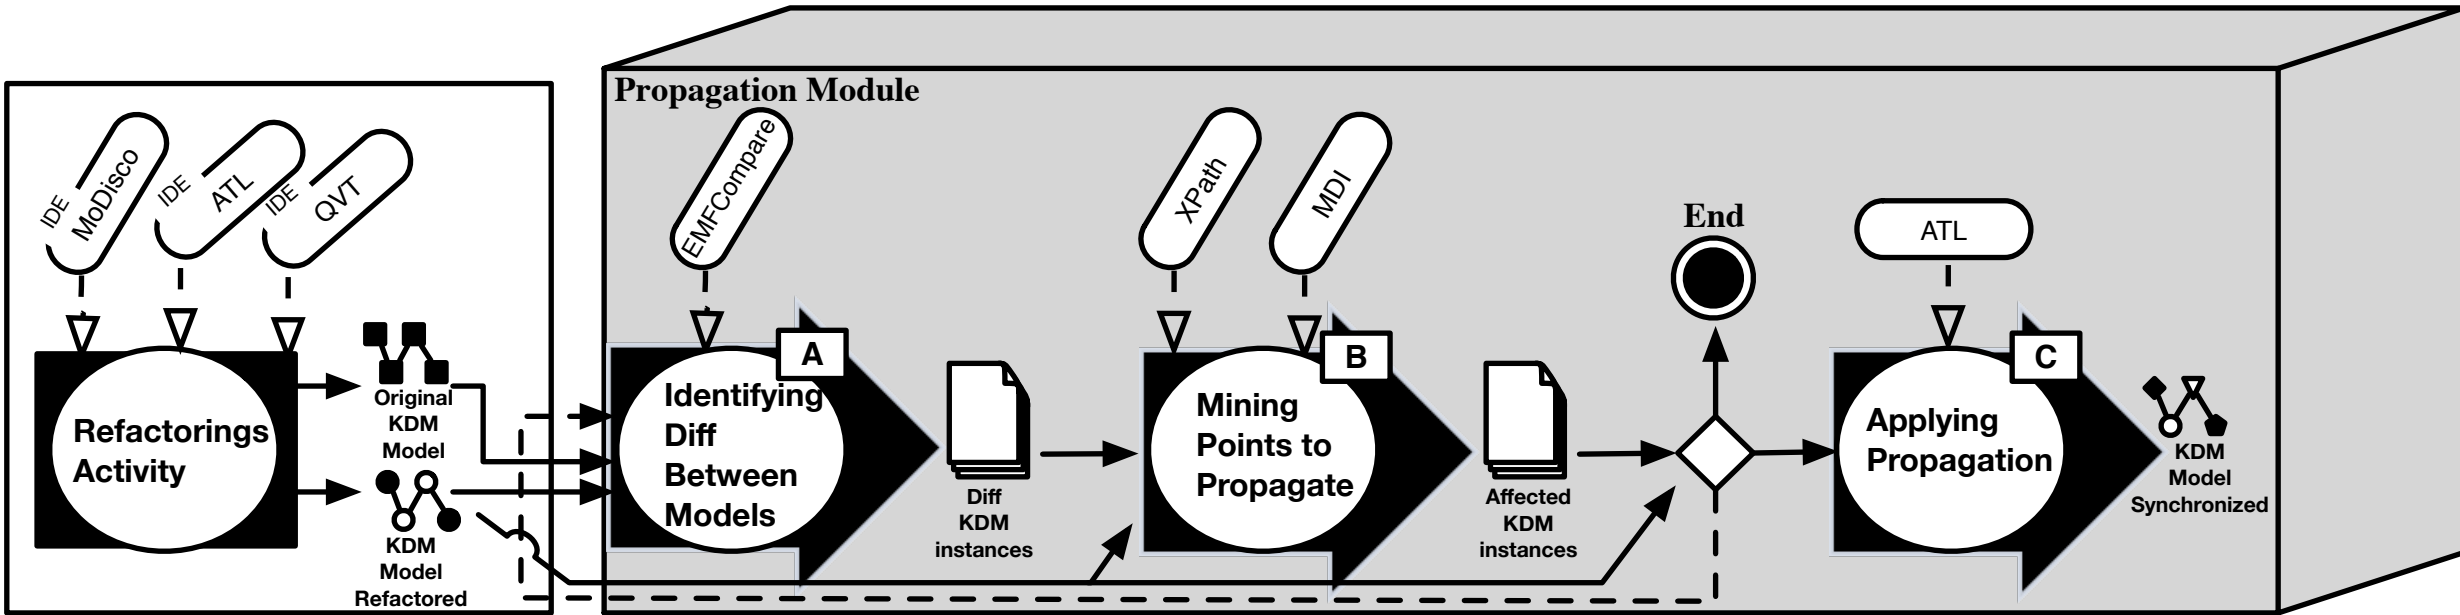 Propagation Module
IDE
MoDisco
IDE
ATL
IDE
QVT
EMFCompare
XPath
MDI
End
ATL
Refactorings
Activity
Original
KDM
Model
KDM
Model
Refactored
A
Identifying
Diff
Between
Models
Diff
KDM
instances
B
Mining
Points to
Propagate
Affected
KDM
instances
C
Applying
Propagation
KDM
Model
Synchronized